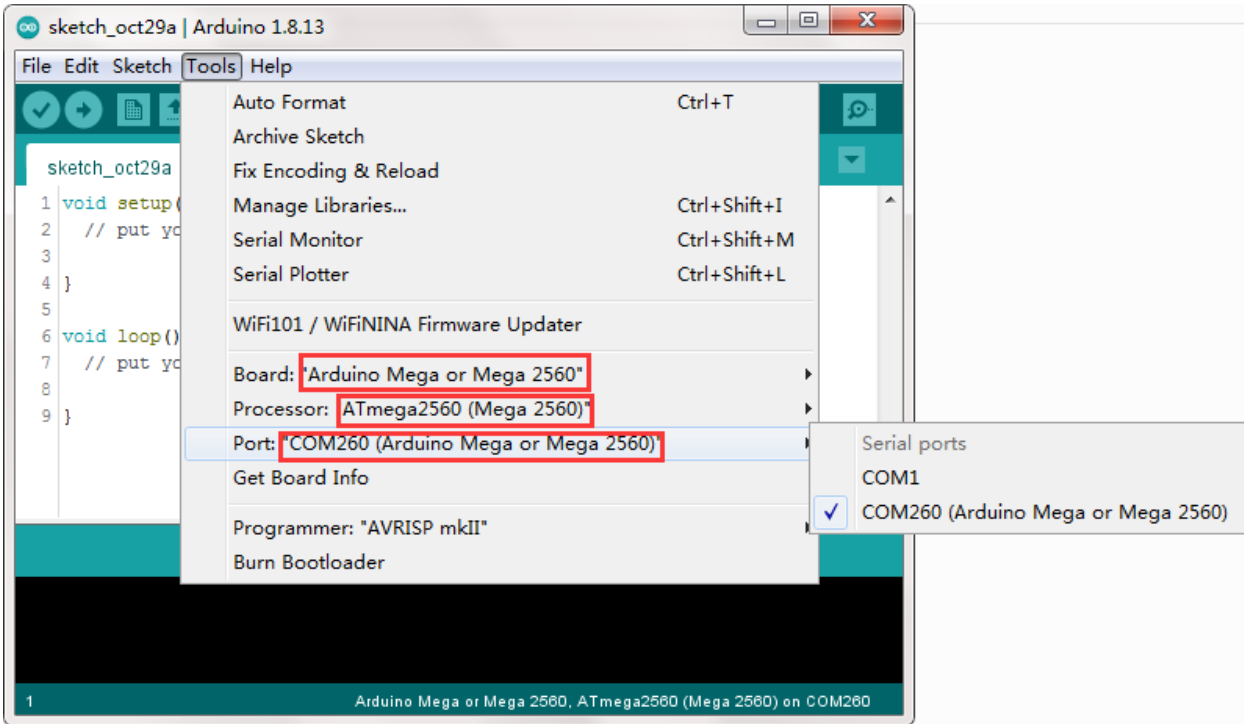 sketch_oct29a | Arduino 1.8.13
File Edit Sketch Tools Help
Auto Format Ctrl+T
Archive Sketch
Fix Encoding & Reload
Manage Libraries... Ctrl+Shift+I
Serial Monitor Ctrl+Shift+M
Serial Plotter Ctrl+Shift+L
WiFi101 / WiFiNINA Firmware Updater
Board: "Arduino Mega or Mega 2560"
Processor: "ATmega2560 (Mega 2560)"
Port: "COM260 (Arduino Mega or Mega 2560)"
Get Board Info
Programmer: "AVRISP mkII"
Burn Bootloader
Serial ports
COM1
COM260 (Arduino Mega or Mega 2560)
sketch_oct29a
1 void setup(
2 // put yo
3
4 }
5
6 void loop()
7 // put yo
8
9 }
1 Arduino Mega or Mega 2560, ATmega2560 (Mega 2560) on COM260